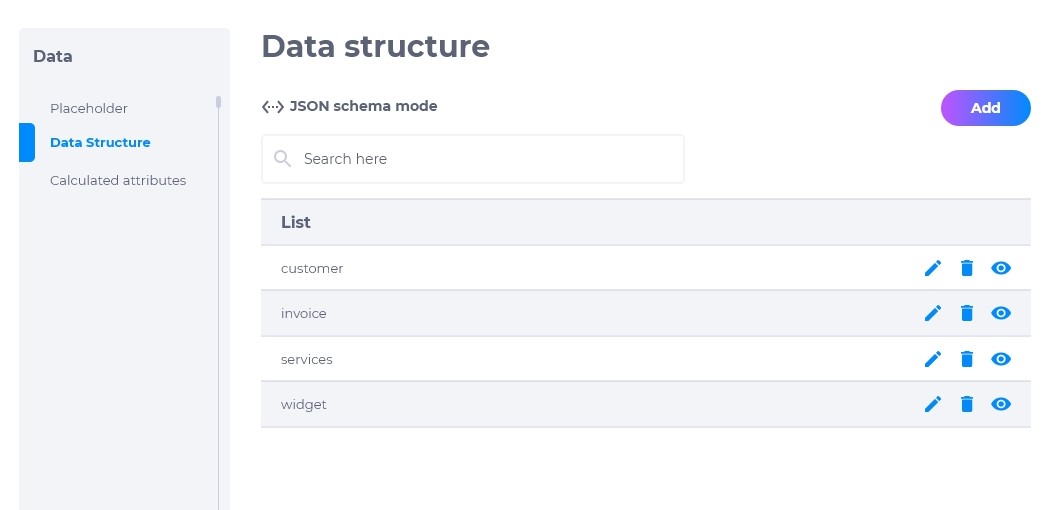 Data
Placeholder
Data Structure
Calculated attributes
Data structure
JSON schema mode
Add
Search here
List
customer
invoice
services
widget